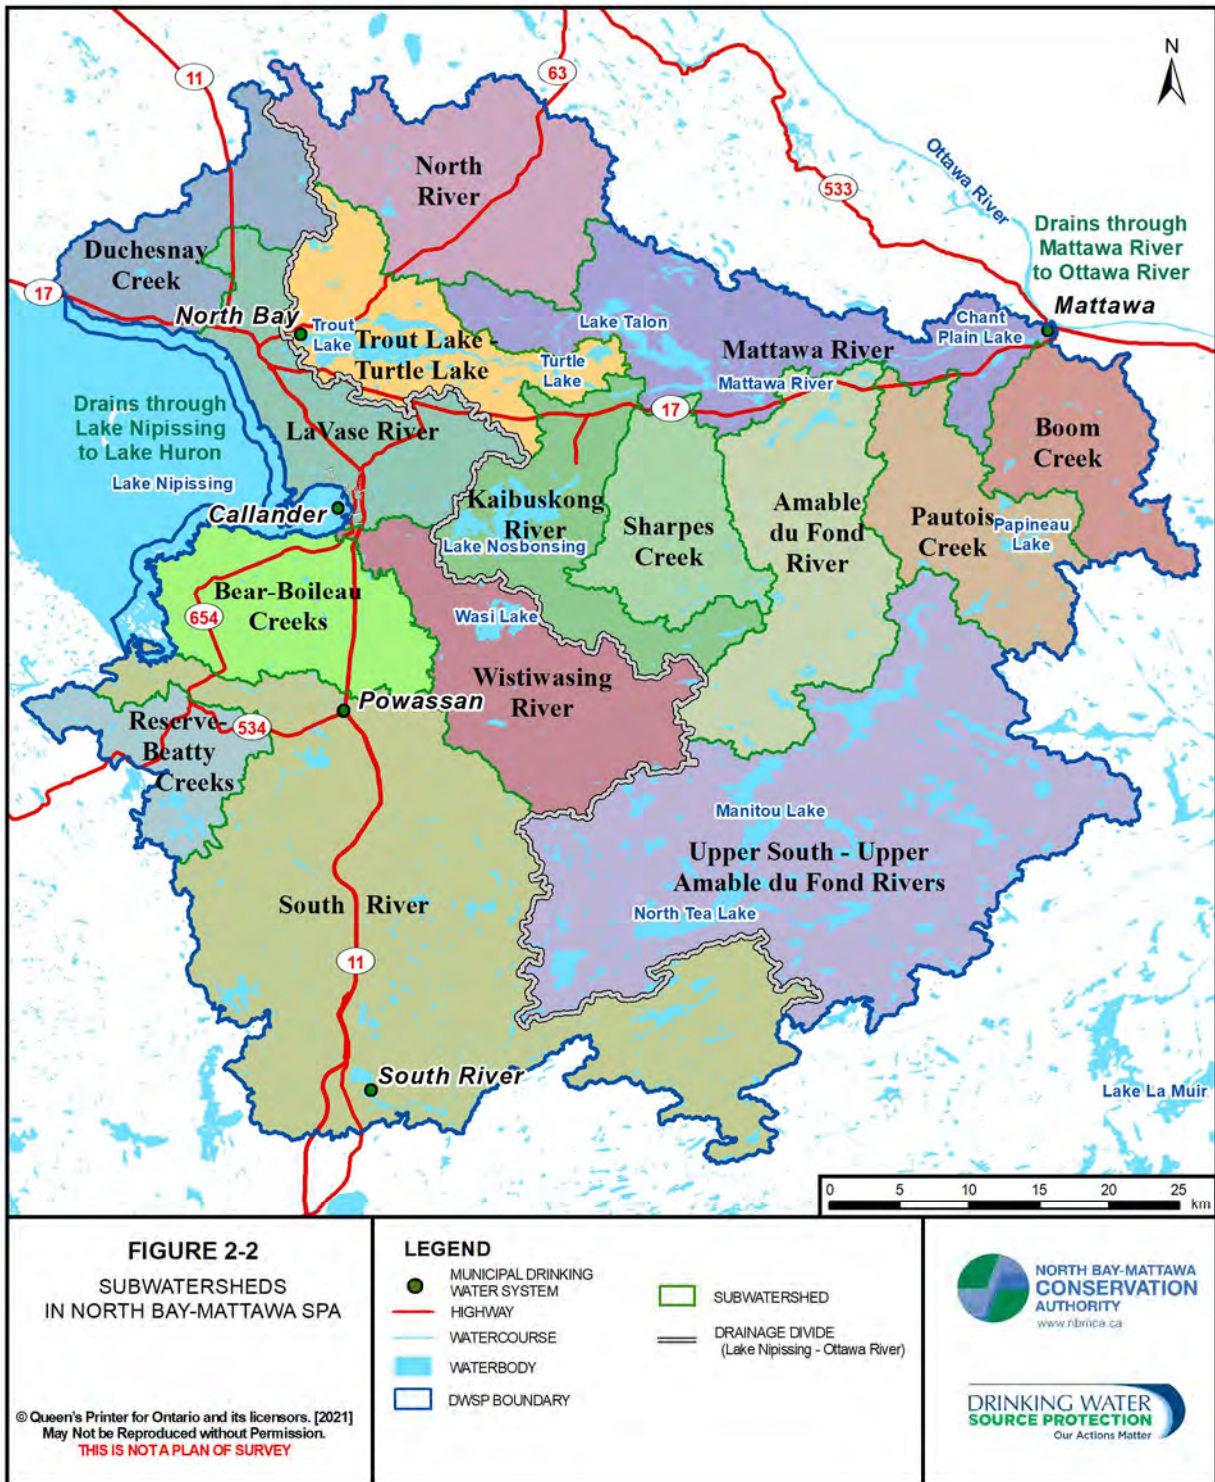 N
11
63
533
Ottawa River
North
River
Drains through
Mattawa River
to Ottawa River
Duchesnay
Creek
17
North Bay
Trout
Lake
Trout Lake -
Turtle Lake
Lake Talon
Turtle
Lake
Mattawa River
Mattawa River
Chant
Plain Lake
Mattawa
17
Drains through
Lake Nipissing
to Lake Huron
Lake Nipissing
LaVase River
Callander
Kaibuskong
River
Lake Nosbonsing
Sharpes
Creek
Amable
du Fond
River
Pautois
Creek
Papineau
Lake
Boom
Creek
Bear-Boileau
Creeks
654
Wasi Lake
Wistiwasing
River
Powassan
Reserve-
Beatty
Creeks
534
Manitou Lake
Upper South - Upper
Amable du Fond Rivers
North Tea Lake
South River
11
South River
Lake La Muir
0 5 10 15 20 25
km
FIGURE 2-2
SUBWATERSHEDS
IN NORTH BAY-MATTAWA SPA
© Queen's Printer for Ontario and its licensors. [2021]
May Not be Reproduced without Permission.
THIS IS NOT A PLAN OF SURVEY
LEGEND
MUNICIPAL DRINKING
WATER SYSTEM
HIGHWAY
WATERCOURSE
WATERBODY
DWSP BOUNDARY
SUBWATERSHED
DRAINAGE DIVIDE
(Lake Nipissing - Ottawa River)
NORTH BAY-MATTAWA
CONSERVATION
AUTHORITY
www.nbmca.ca
DRINKING WATER
SOURCE PROTECTION
Our Actions Matter